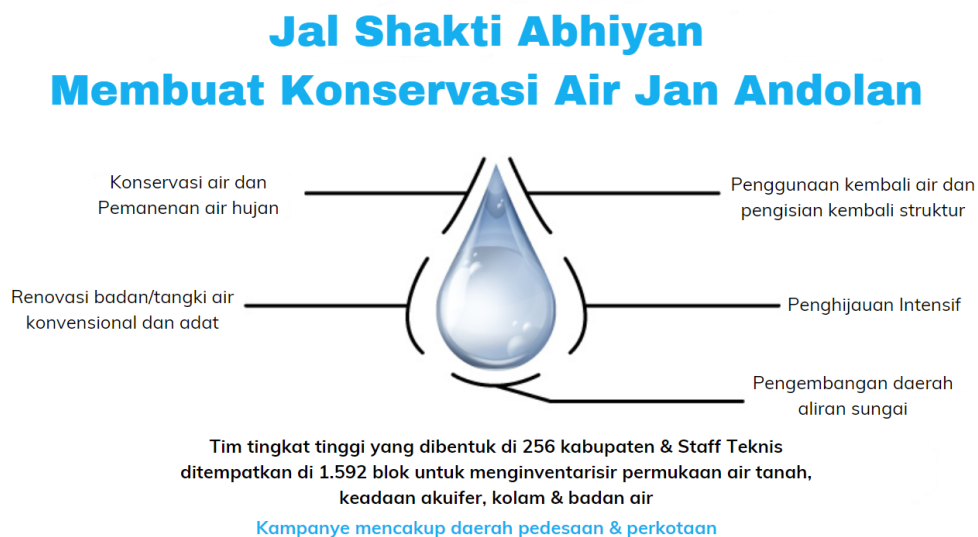 Jal Shakti Abhiyan
Membuat Konservasi Air Jan Andolan
Konservasi air dan
Pemanenan air hujan
Penggunaan kembali air dan
pengisian kembali struktur
Renovasi badan/tangki air
konvensional dan adat
Penghijauan Intensif
Pengembangan daerah
aliran sungai
Tim tingkat tinggi yang dibentuk di 256 kabupaten & Staff Teknis
ditempatkan di 1.592 blok untuk menginventarisir permukaan air tanah,
keadaan akuifer, kolam & badan air
Kampanye mencakup daerah pedesaan & perkotaan